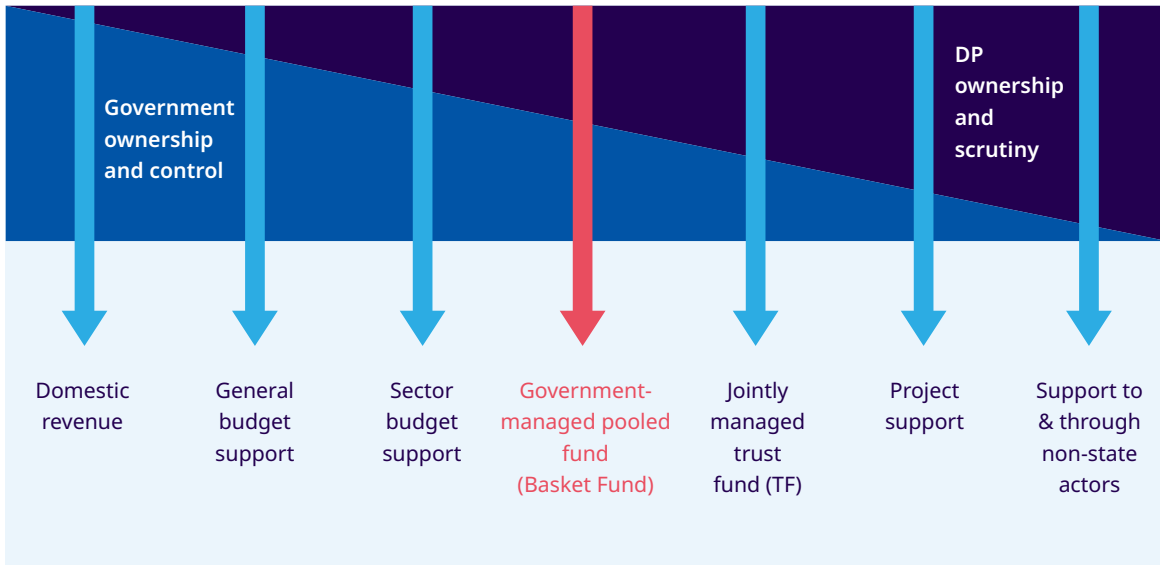 Government
ownership
and control
DP
ownership
and
scrutiny
Domestic
revenue
General
budget
support
Sector
budget
support
Government-
managed pooled
fund
(Basket Fund)
Jointly
managed
trust
fund (TF)
Project
support
Support to
& through
non-state
actors